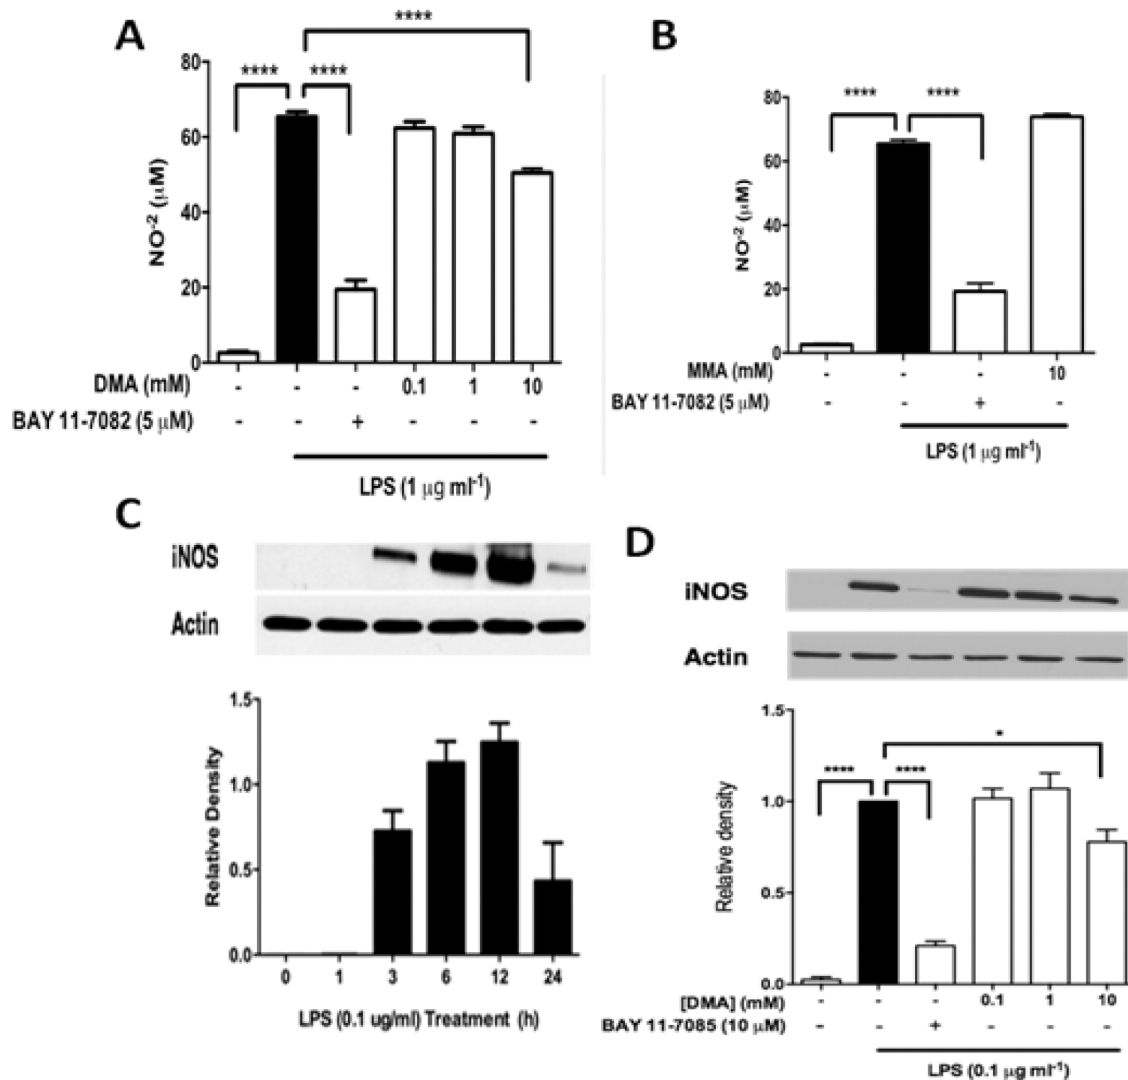 A
****
**** ****
80
60
40
20
0
NO⁻² (μM)
DMA (mM) - - - 0.1 1 10
BAY 11-7082 (5 μM) - - + - - -
LPS (1 μg ml⁻¹)
B
**** ****
80
60
40
20
0
NO⁻² (μM)
MMA (mM) - - - 10
BAY 11-7082 (5 μM) - - + -
LPS (1 μg ml⁻¹)
C
iNOS
Actin
1.5
1.0
0.5
0.0
Relative Density
0 1 3 6 12 24
LPS (0.1 ug/ml) Treatment (h)
D
iNOS
Actin
*
**** ****
1.5
1.0
0.5
0.0
Relative density
[DMA] (mM) - - - 0.1 1 10
BAY 11-7085 (10 μM) - - + - - -
LPS (0.1 μg ml⁻¹)